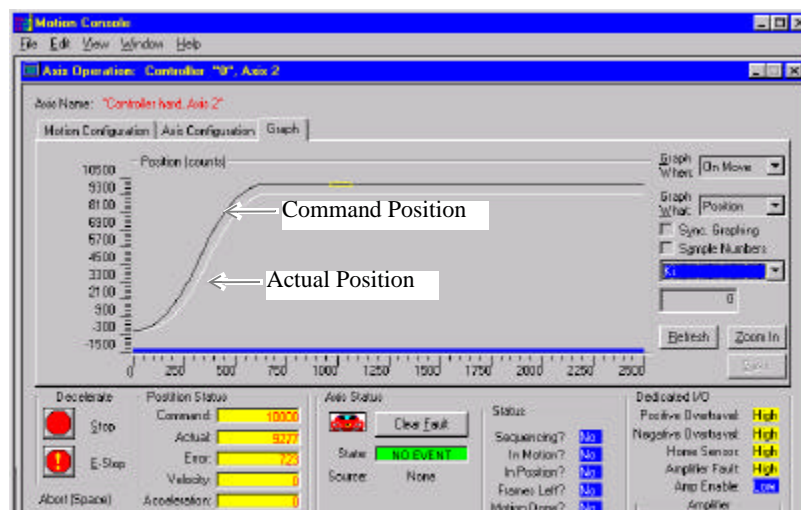 Motion Console
File Edit View Window Help
Axis Operation: Controller "0", Axis 2
Axis Name: "Controller hard, Axis 2"
Motion Configuration Axis Configuration Graph
Position (counts)
10500
9300
8100
6900
5700
4500
3300
2100
900
-300
-1500
0 250 500 750 1000 1250 1500 1750 2000 2250 2500
Command Position
Actual Position
Graph When: On Move
Graph What: Position
Sync. Graphing
Sample Numbers
Ki
0
Refresh Zoom In
Decelerate
Stop
E-Stop
Abort (Space)
Position Status
Command: 10000
Actual: 9277
Error: 723
Velocity: 0
Acceleration: 0
Axis Status
Clear Fault
State: NO EVENT
Source: None
Status
Sequencing? No
In Motion? No
In Position? No
Frames Left? No
Motion Done? No
Dedicated I/O
Positive Overtravel: High
Negative Overtravel: High
Home Sensor: High
Amplifier Fault: High
Amp Enable: Low
Amplifier